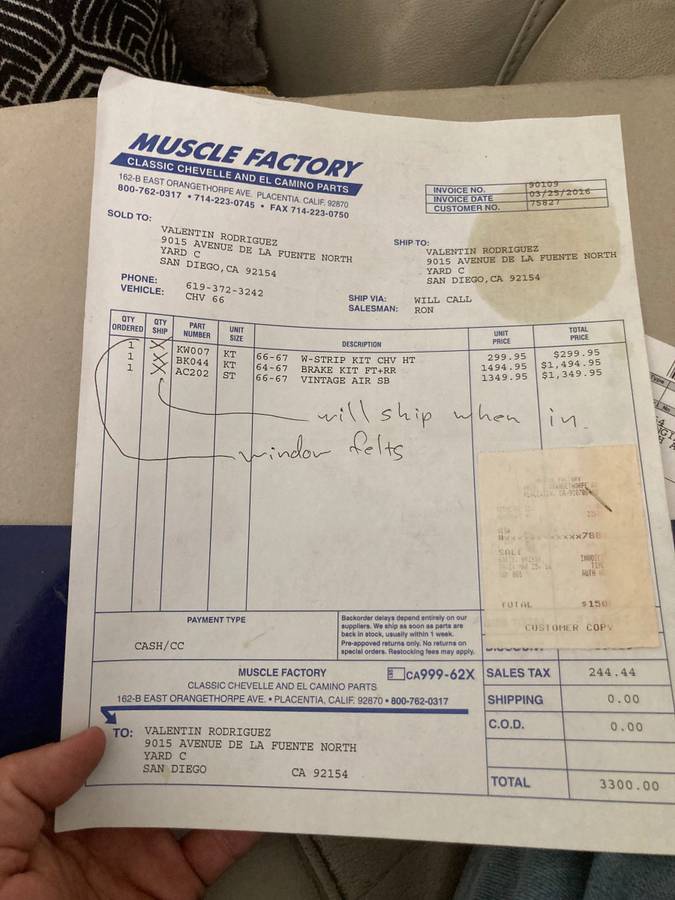 MUSCLE FACTORY
CLASSIC CHEVELLE AND EL CAMINO PARTS
162-B EAST ORANGETHORPE AVE. PLACENTIA, CALIF. 92870
800-762-0317 • 714-223-0745 • FAX 714-223-0750
INVOICE NO. 90109
INVOICE DATE 03/25/2016
CUSTOMER NO. 75827
SOLD TO:
VALENTIN RODRIGUEZ
9015 AVENUE DE LA FUENTE NORTH
YARD C
SAN DIEGO, CA 92154
SHIP TO:
VALENTIN RODRIGUEZ
9015 AVENUE DE LA FUENTE NORTH
YARD C
SAN DIEGO, CA 92154
PHONE: 619-372-3242
VEHICLE: CHV 66
SHIP VIA: WILL CALL
SALESMAN: RON
QTY ORDERED QTY SHIP PART NUMBER UNIT SIZE DESCRIPTION UNIT PRICE TOTAL PRICE
1 X KW007 KT 66-67 W-STRIP KIT CHV HT 299.95 $299.95
1 X BK044 KT 64-67 BRAKE KIT FT+RR 1494.95 $1,494.95
1 X AC202 ST 66-67 VINTAGE AIR SB 1349.95 $1,349.95
will ship when in.
window felts
PLACENTIA, CA
SALE
TOTAL $150
CUSTOMER COPY
PAYMENT TYPE
CASH/CC
Backorder delays depend entirely on our
suppliers. We ship as soon as parts are
back in stock, usually within 1 week.
Pre-apoved returns only. No returns on
special orders. Restocking fees may apply.
MUSCLE FACTORY
CA999-62X
CLASSIC CHEVELLE AND EL CAMINO PARTS
162-B EAST ORANGETHORPE AVE. • PLACENTIA, CALIF. 92870 • 800-762-0317
DISCOUNT
SALES TAX 244.44
SHIPPING 0.00
C.O.D. 0.00
TOTAL 3300.00
TO: VALENTIN RODRIGUEZ
9015 AVENUE DE LA FUENTE NORTH
YARD C
SAN DIEGO CA 92154